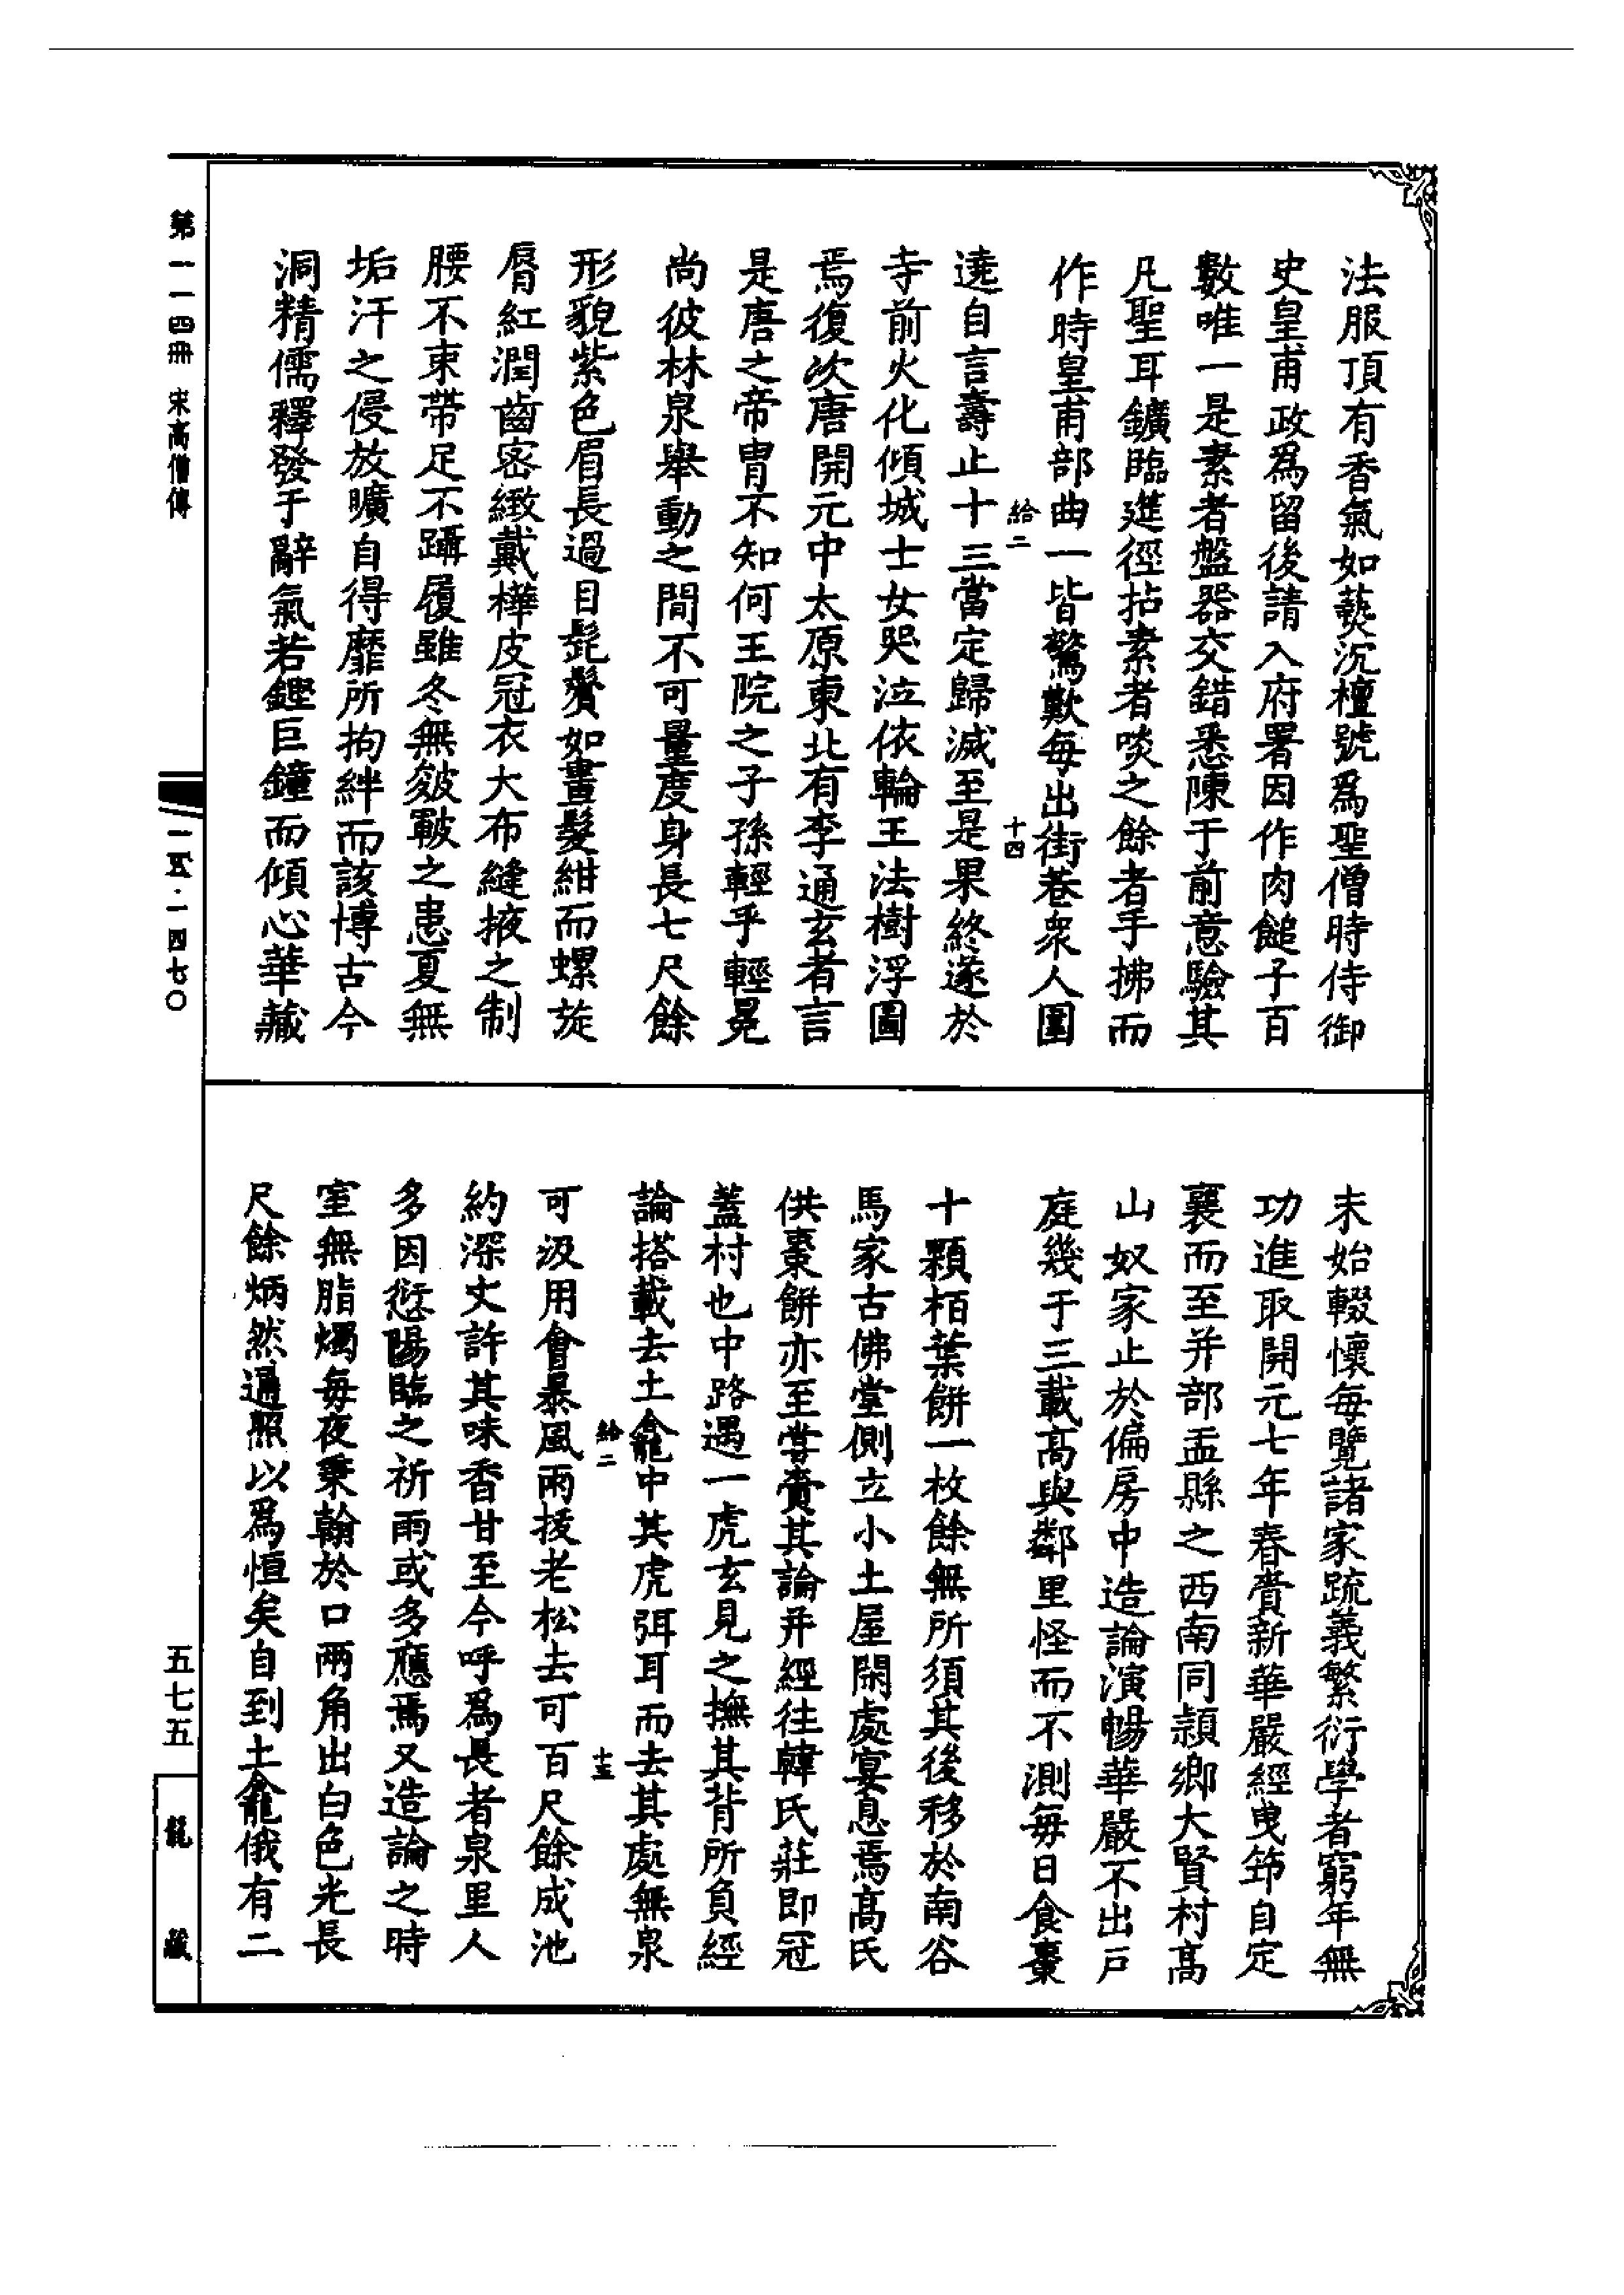 法服頂有香氣如爇沉檀號爲聖僧時侍御
史皇甫政爲留後請入府署因作肉䭔子百
數唯一是素者盤器交錯悉陳于前意驗其
凡聖耳鑛臨筵徑拈素者啖之餘者手拂而
作時皇甫部曲一皆驚歎每出街巷衆人圍
給二
十四
遶自言壽止十三當定歸滅至是果終遂於
寺前火化傾城士女哭泣依輪王法樹浮圖
焉復次唐開元中太原東北有李通玄者言
是唐之帝胄不知何王院之子孫輕乎輕冕
尚彼林泉舉動之間不可量度身長七尺餘
形貌紫色眉長過目髭鬢如畫髮紺而螺旋
脣紅潤齒密緻戴樺皮冠衣大布縫掖之制
腰不束帶足不躡履雖冬無皴皸之患夏無
垢汗之侵放曠自得靡所拘絆而該博古今
洞精儒釋發于辭氣若鏗巨鐘而傾心華藏
未始輟懷每覽諸家疏義繁衍學者窮年無
功進取開元七年春賫新華嚴經曳筇自定
襄而至并部盂縣之西南同頴鄉大賢村高
山奴家止於偏房中造論演暢華嚴不出戶
庭幾于三載高與鄰里怪而不測每日食棗
十顆栢葉餅一枚餘無所須其後移於南谷
馬家古佛堂側立小土屋閑處宴息焉高氏
供棗餅亦至嘗賫其論并經往韓氏莊即冠
蓋村也中路遇一虎玄見之撫其背所負經
論搭載去土龕中其虎弭耳而去其處無泉
給二
十五
可汲用會暴風雨拔老松去可百尺餘成池
約深丈許其味香甘至今呼爲長者泉里人
多因愆陽臨之祈雨或多應焉又造論之時
室無脂燭每夜秉翰於口兩角出白色光長
尺餘炳然通照以爲恒矣自到土龕俄有二
第一一四冊 宋高僧傳
一一五·一四七〇
五七五
龍藏